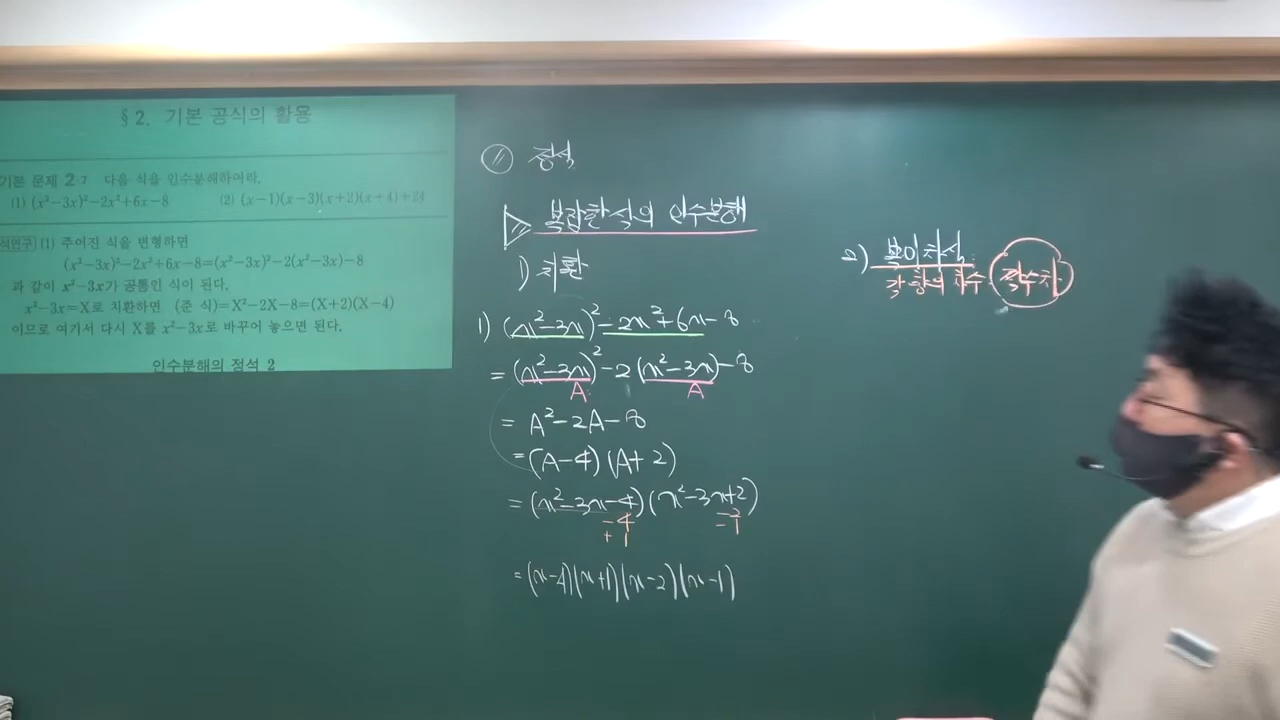 §2. 기본 공식의 활용
기본 문제 2-7 다음 식을 인수분해하여라.
(1) (x²-3x)²-2x²+6x-8 (2) (x-1)(x-3)(x+2)(x+4)+24
석연구 (1) 주어진 식을 변형하면
(x²-3x)²-2x²+6x-8=(x²-3x)²-2(x²-3x)-8
과 같이 x²-3x가 공통인 식이 된다.
x²-3x=X로 치환하면 (준 식)=X²-2X-8=(X+2)(X-4)
이므로 여기서 다시 X를 x²-3x로 바꾸어 놓으면 된다.
인수분해의 정석 2
정석
복잡한 식의 인수분해
1) 치환
1) (x²-3x)²-2x²+6x-8
= (x²-3x)²-2(x²-3x)-8
A A
= A²-2A-8
=(A-4)(A+2)
= (x²-3x-4)(x²-3x+2)
-4 -2
+1 -1
=(x-4)(x+1)(x-2)(x-1)
2) 복이차식
각 항의 차수 짝수차